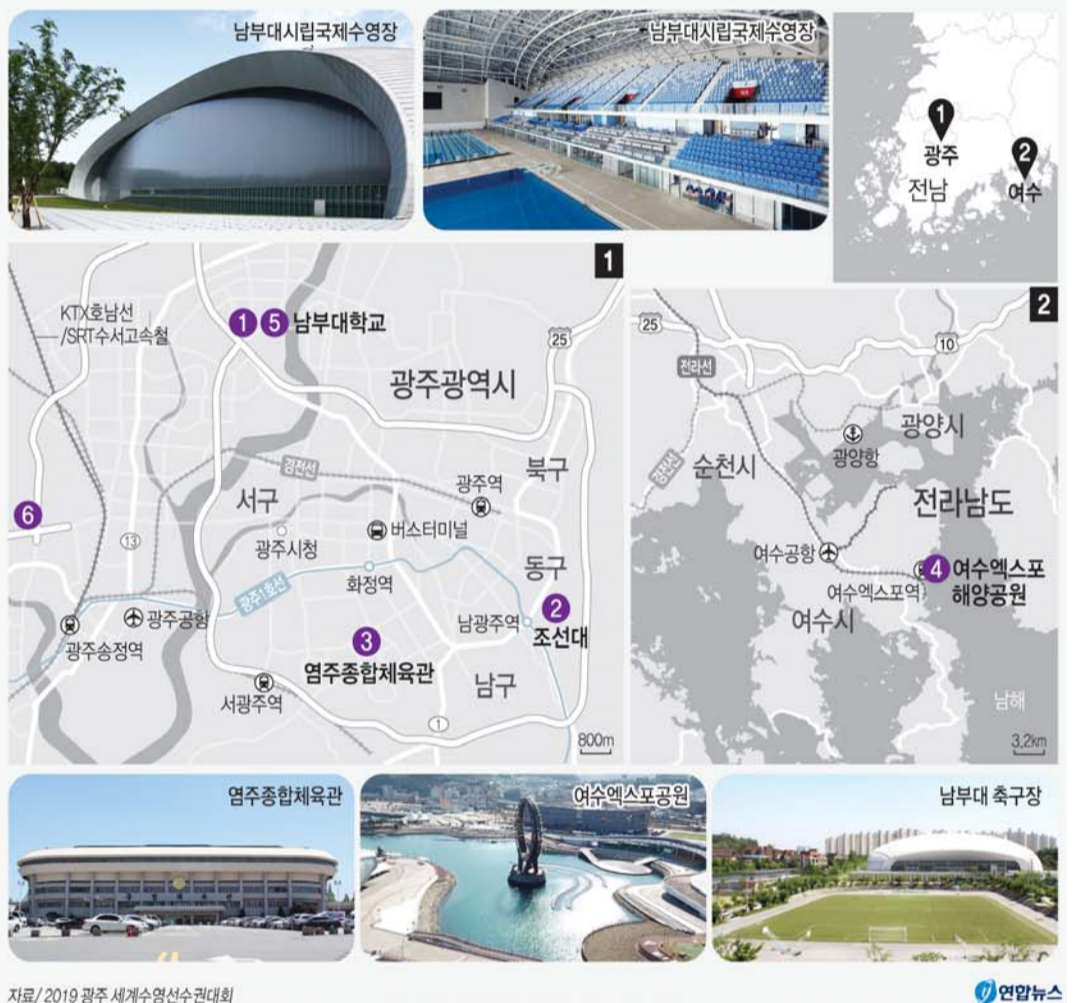 남부대시립국제수영장
남부대시립국제수영장
1
광주
전남
2
여수
1
KTX호남선
/SRT수서고속철
1 5 남부대학교
25
광주광역시
북구
경전선
광주역
서구
6
13
광주시청
버스터미널
동구
화정역
광주1호선
2
조선대
남광주역
광주공항
광주송정역
3
염주종합체육관
남구
서광주역
1
800m
2
25
10
전라선
광양시
광양항
경전선
순천시
전라남도
여수공항
4 여수엑스포
해양공원
여수엑스포역
여수시
남해
3.2km
염주종합체육관
여수엑스포공원
남부대 축구장
자료/ 2019 광주 세계수영선수권대회
연합뉴스